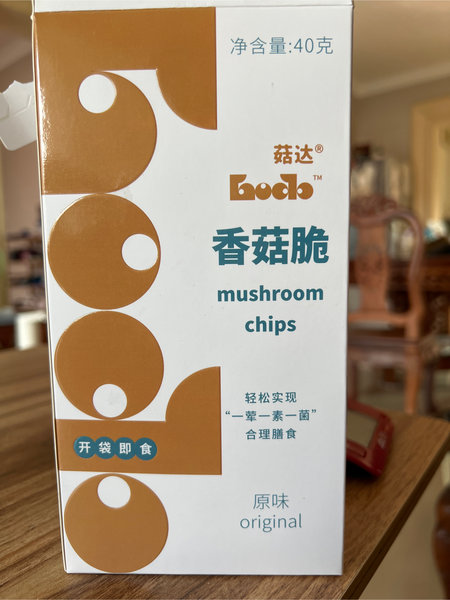 净含量:40克
菇达®
Gudo™
香菇脆
mushroom
chips
轻松实现
“一荤一素一菌”
合理膳食
开袋即食
原味
original